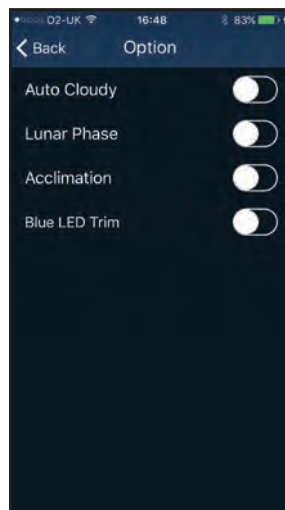 O2-UK 16:48 83%
Back Option
Auto Cloudy
Lunar Phase
Acclimation
Blue LED Trim